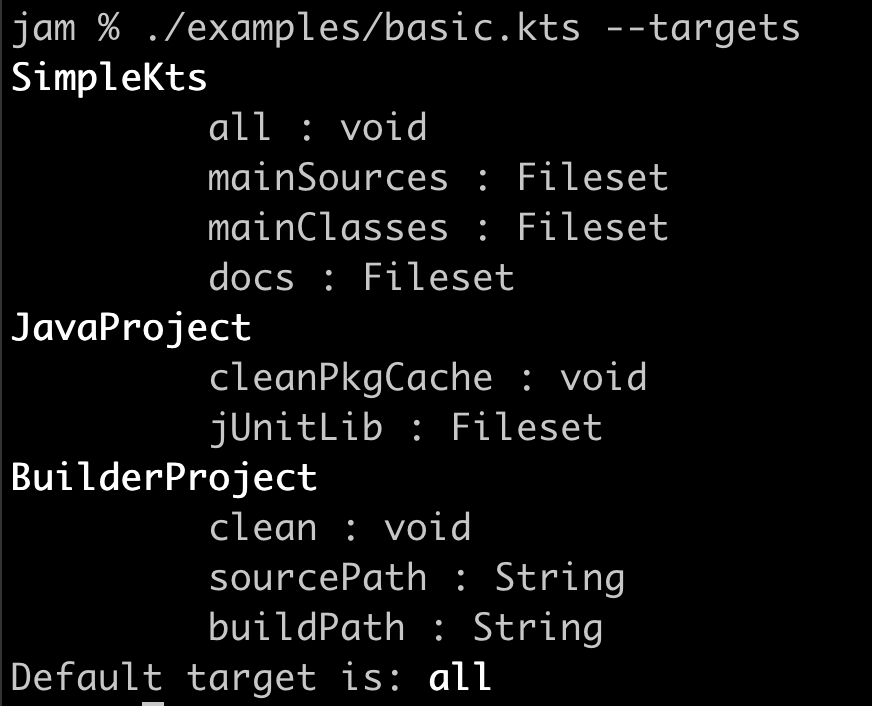 jam % ./examples/basic.kts --targets
SimpleKts
all : void
mainSources : Fileset
mainClasses : Fileset
docs : Fileset
JavaProject
cleanPkgCache : void
jUnitLib : Fileset
BuilderProject
clean : void
sourcePath : String
buildPath : String
Default target is: all